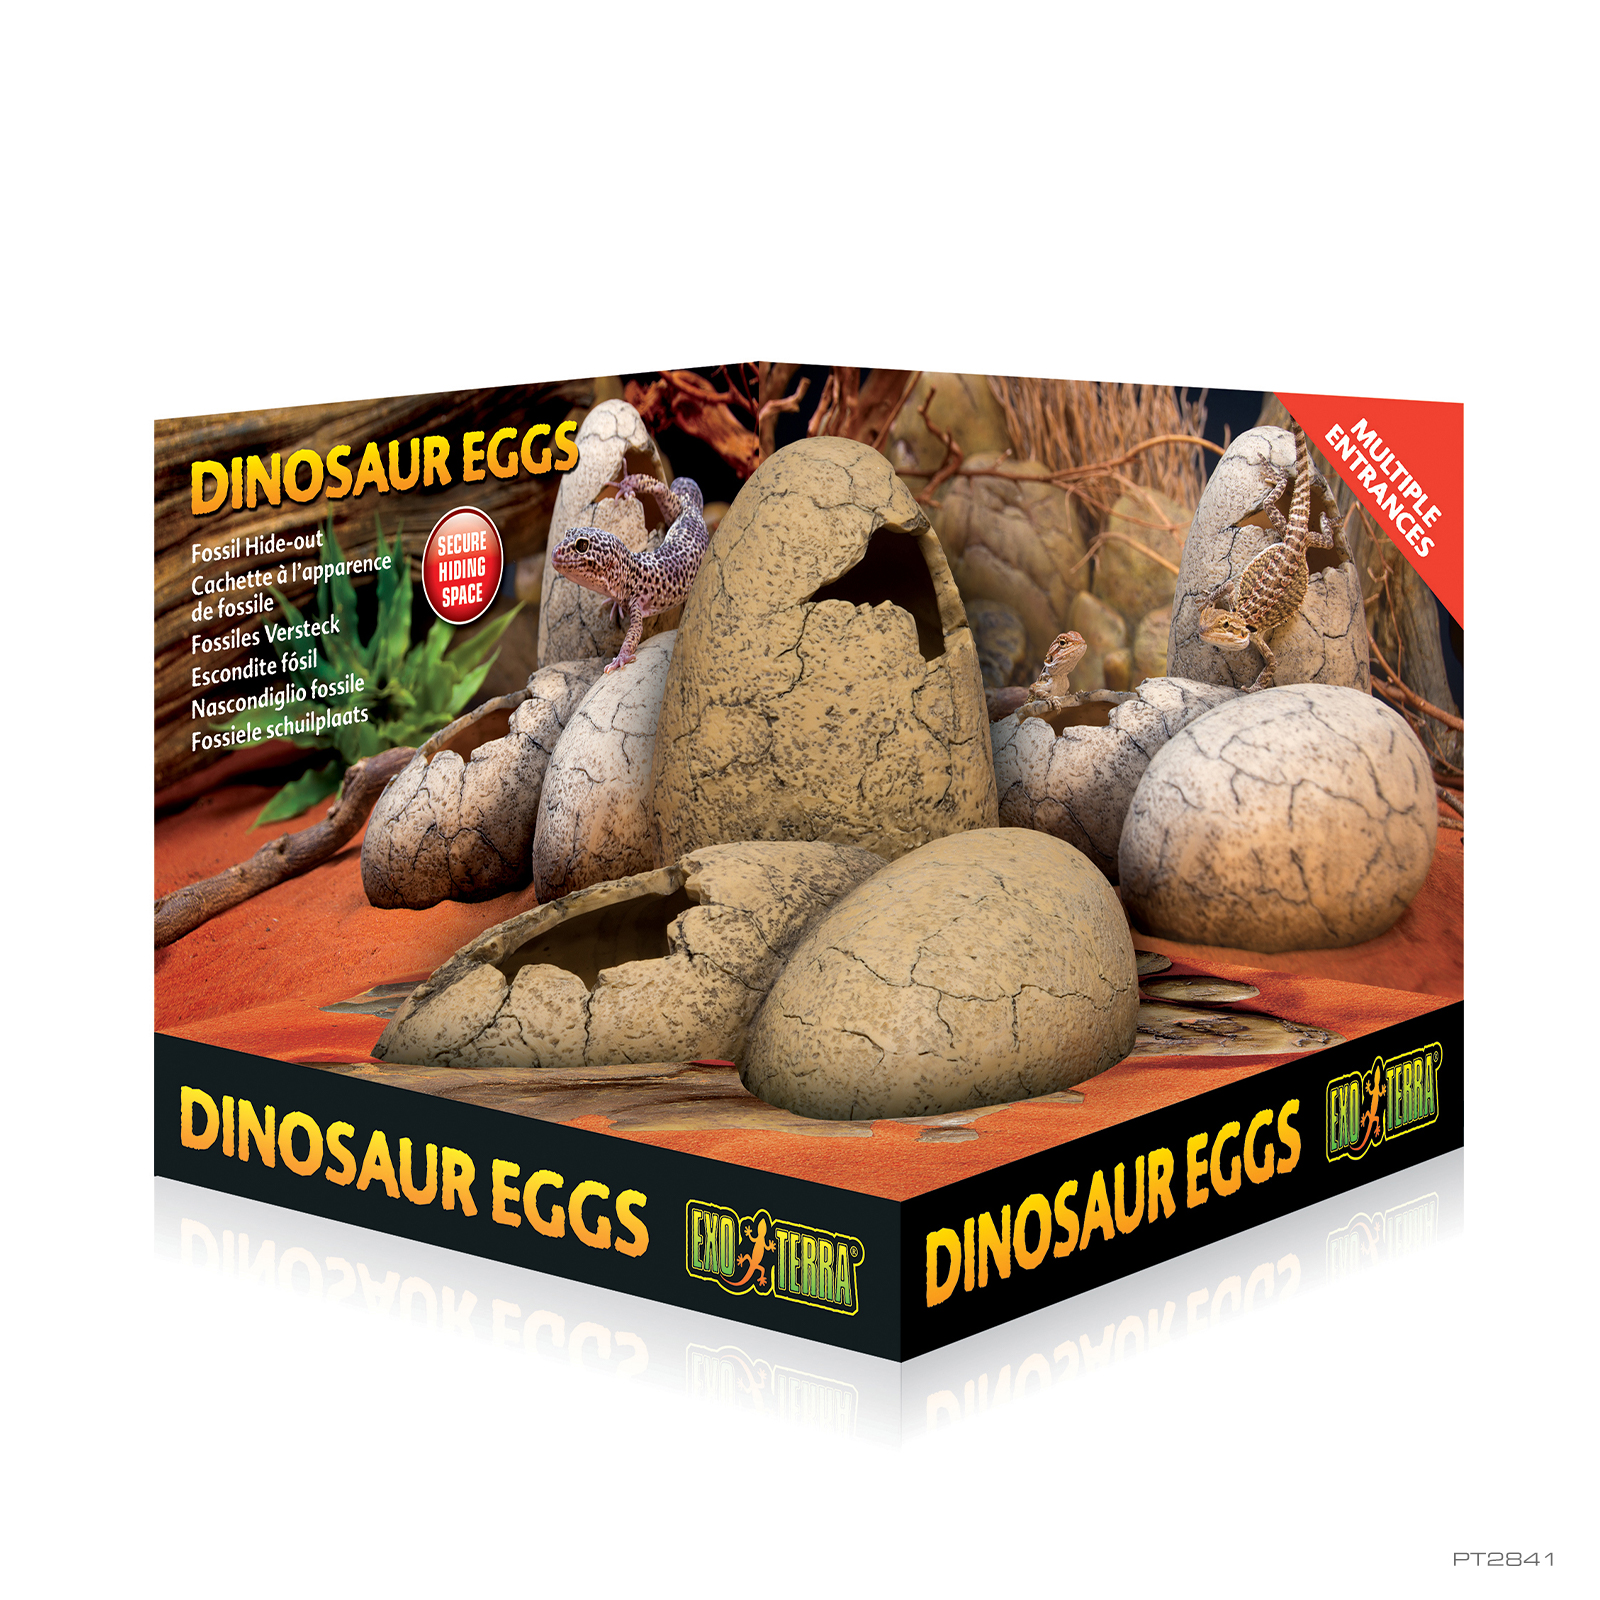 DINOSAUR EGGS
Fossil Hide-out
Cachette à l'apparence
de fossile
Fossiles Versteck
Escondite fósil
Nascondiglio fossile
Fossiele schuilplaats
SECURE
HIDING
SPACE
MULTIPLE
ENTRANCES
DINOSAUR EGGS
EXO TERRA®
DINOSAUR EGGS
EXO TERRA®
PT2841